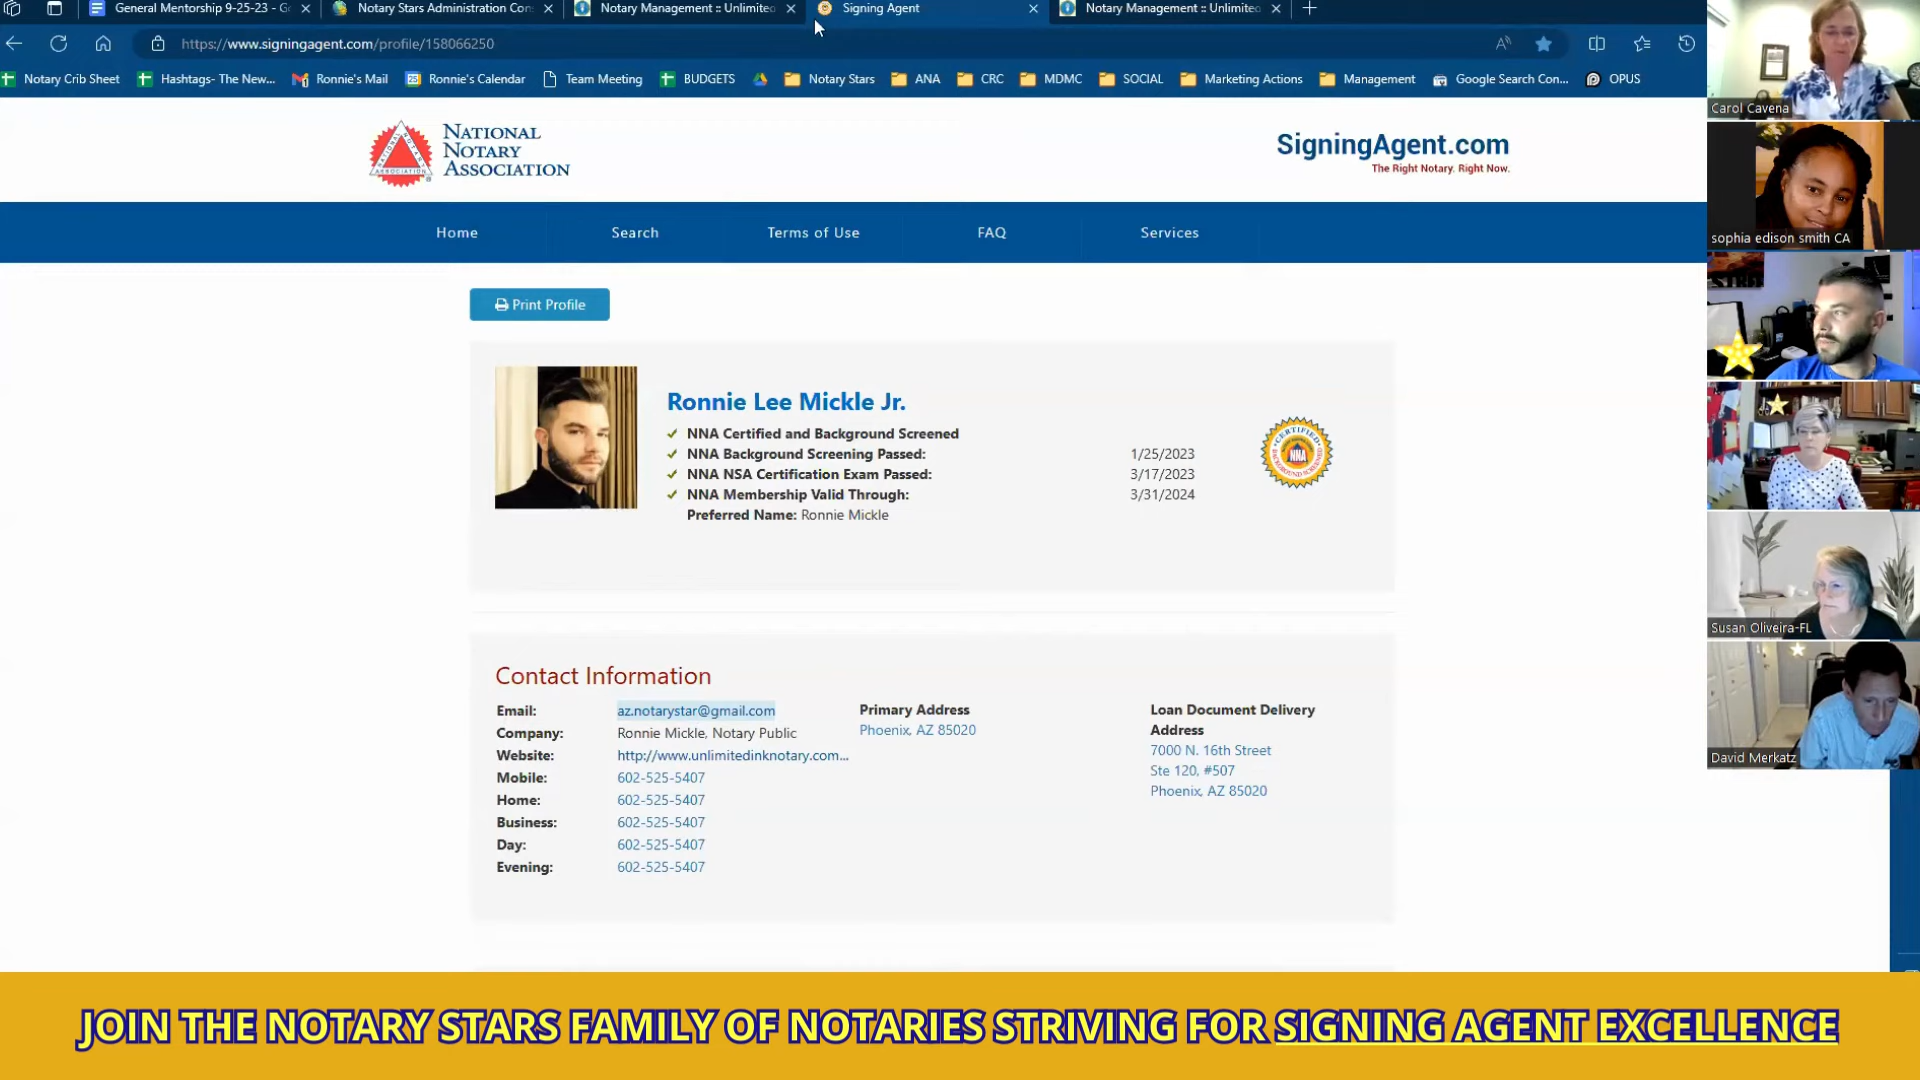 General Mentorship 9-25-23 - G
Notary Stars Administration Con
Notary Management :: Unlimited
Signing Agent
Notary Management :: Unlimited
https://www.signingagent.com/profile/158066250
Notary Crib Sheet
Hashtags- The New...
Ronnie's Mail
Ronnie's Calendar
Team Meeting
BUDGETS
Notary Stars
ANA
CRC
MDMC
SOCIAL
Marketing Actions
Management
Google Search Con...
OPUS
NATIONAL
NOTARY
ASSOCIATION
SigningAgent.com
The Right Notary. Right Now.
Home
Search
Terms of Use
FAQ
Services
Print Profile
Ronnie Lee Mickle Jr.
NNA Certified and Background Screened
NNA Background Screening Passed: 1/25/2023
NNA NSA Certification Exam Passed: 3/17/2023
NNA Membership Valid Through: 3/31/2024
Preferred Name: Ronnie Mickle
CERTIFIED
NNA
BACKGROUND SCREENED
Contact Information
Email: az.notarystar@gmail.com
Company: Ronnie Mickle, Notary Public
Website: http://www.unlimitedinknotary.com...
Mobile: 602-525-5407
Home: 602-525-5407
Business: 602-525-5407
Day: 602-525-5407
Evening: 602-525-5407
Primary Address
Phoenix, AZ 85020
Loan Document Delivery
Address
7000 N. 16th Street
Ste 120, #507
Phoenix, AZ 85020
Carol Cavena
sophia edison smith CA
Susan Oliveira-FL
David Merkatz
JOIN THE NOTARY STARS FAMILY OF NOTARIES STRIVING FOR SIGNING AGENT EXCELLENCE